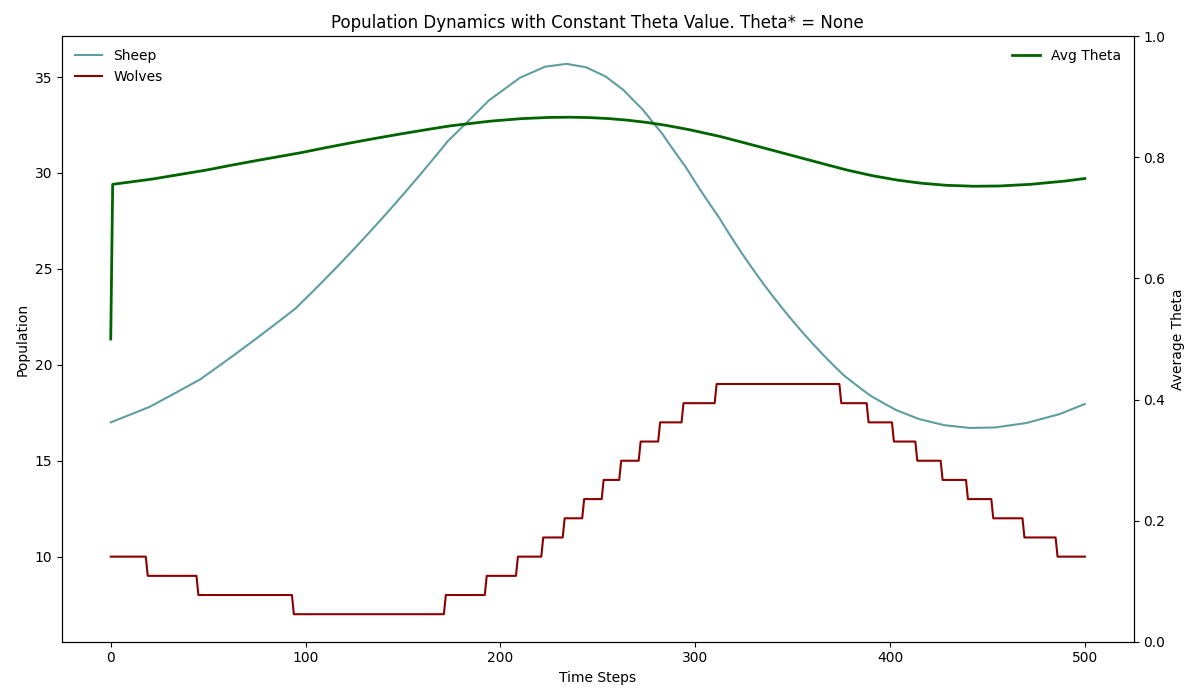 Population Dynamics with Constant Theta Value. Theta* = None
Sheep
Wolves
Avg Theta
Population
35
30
25
20
15
10
1.0
0.8
0.6
0.4
0.2
0.0
Average Theta
0 100 200 300 400 500
Time Steps